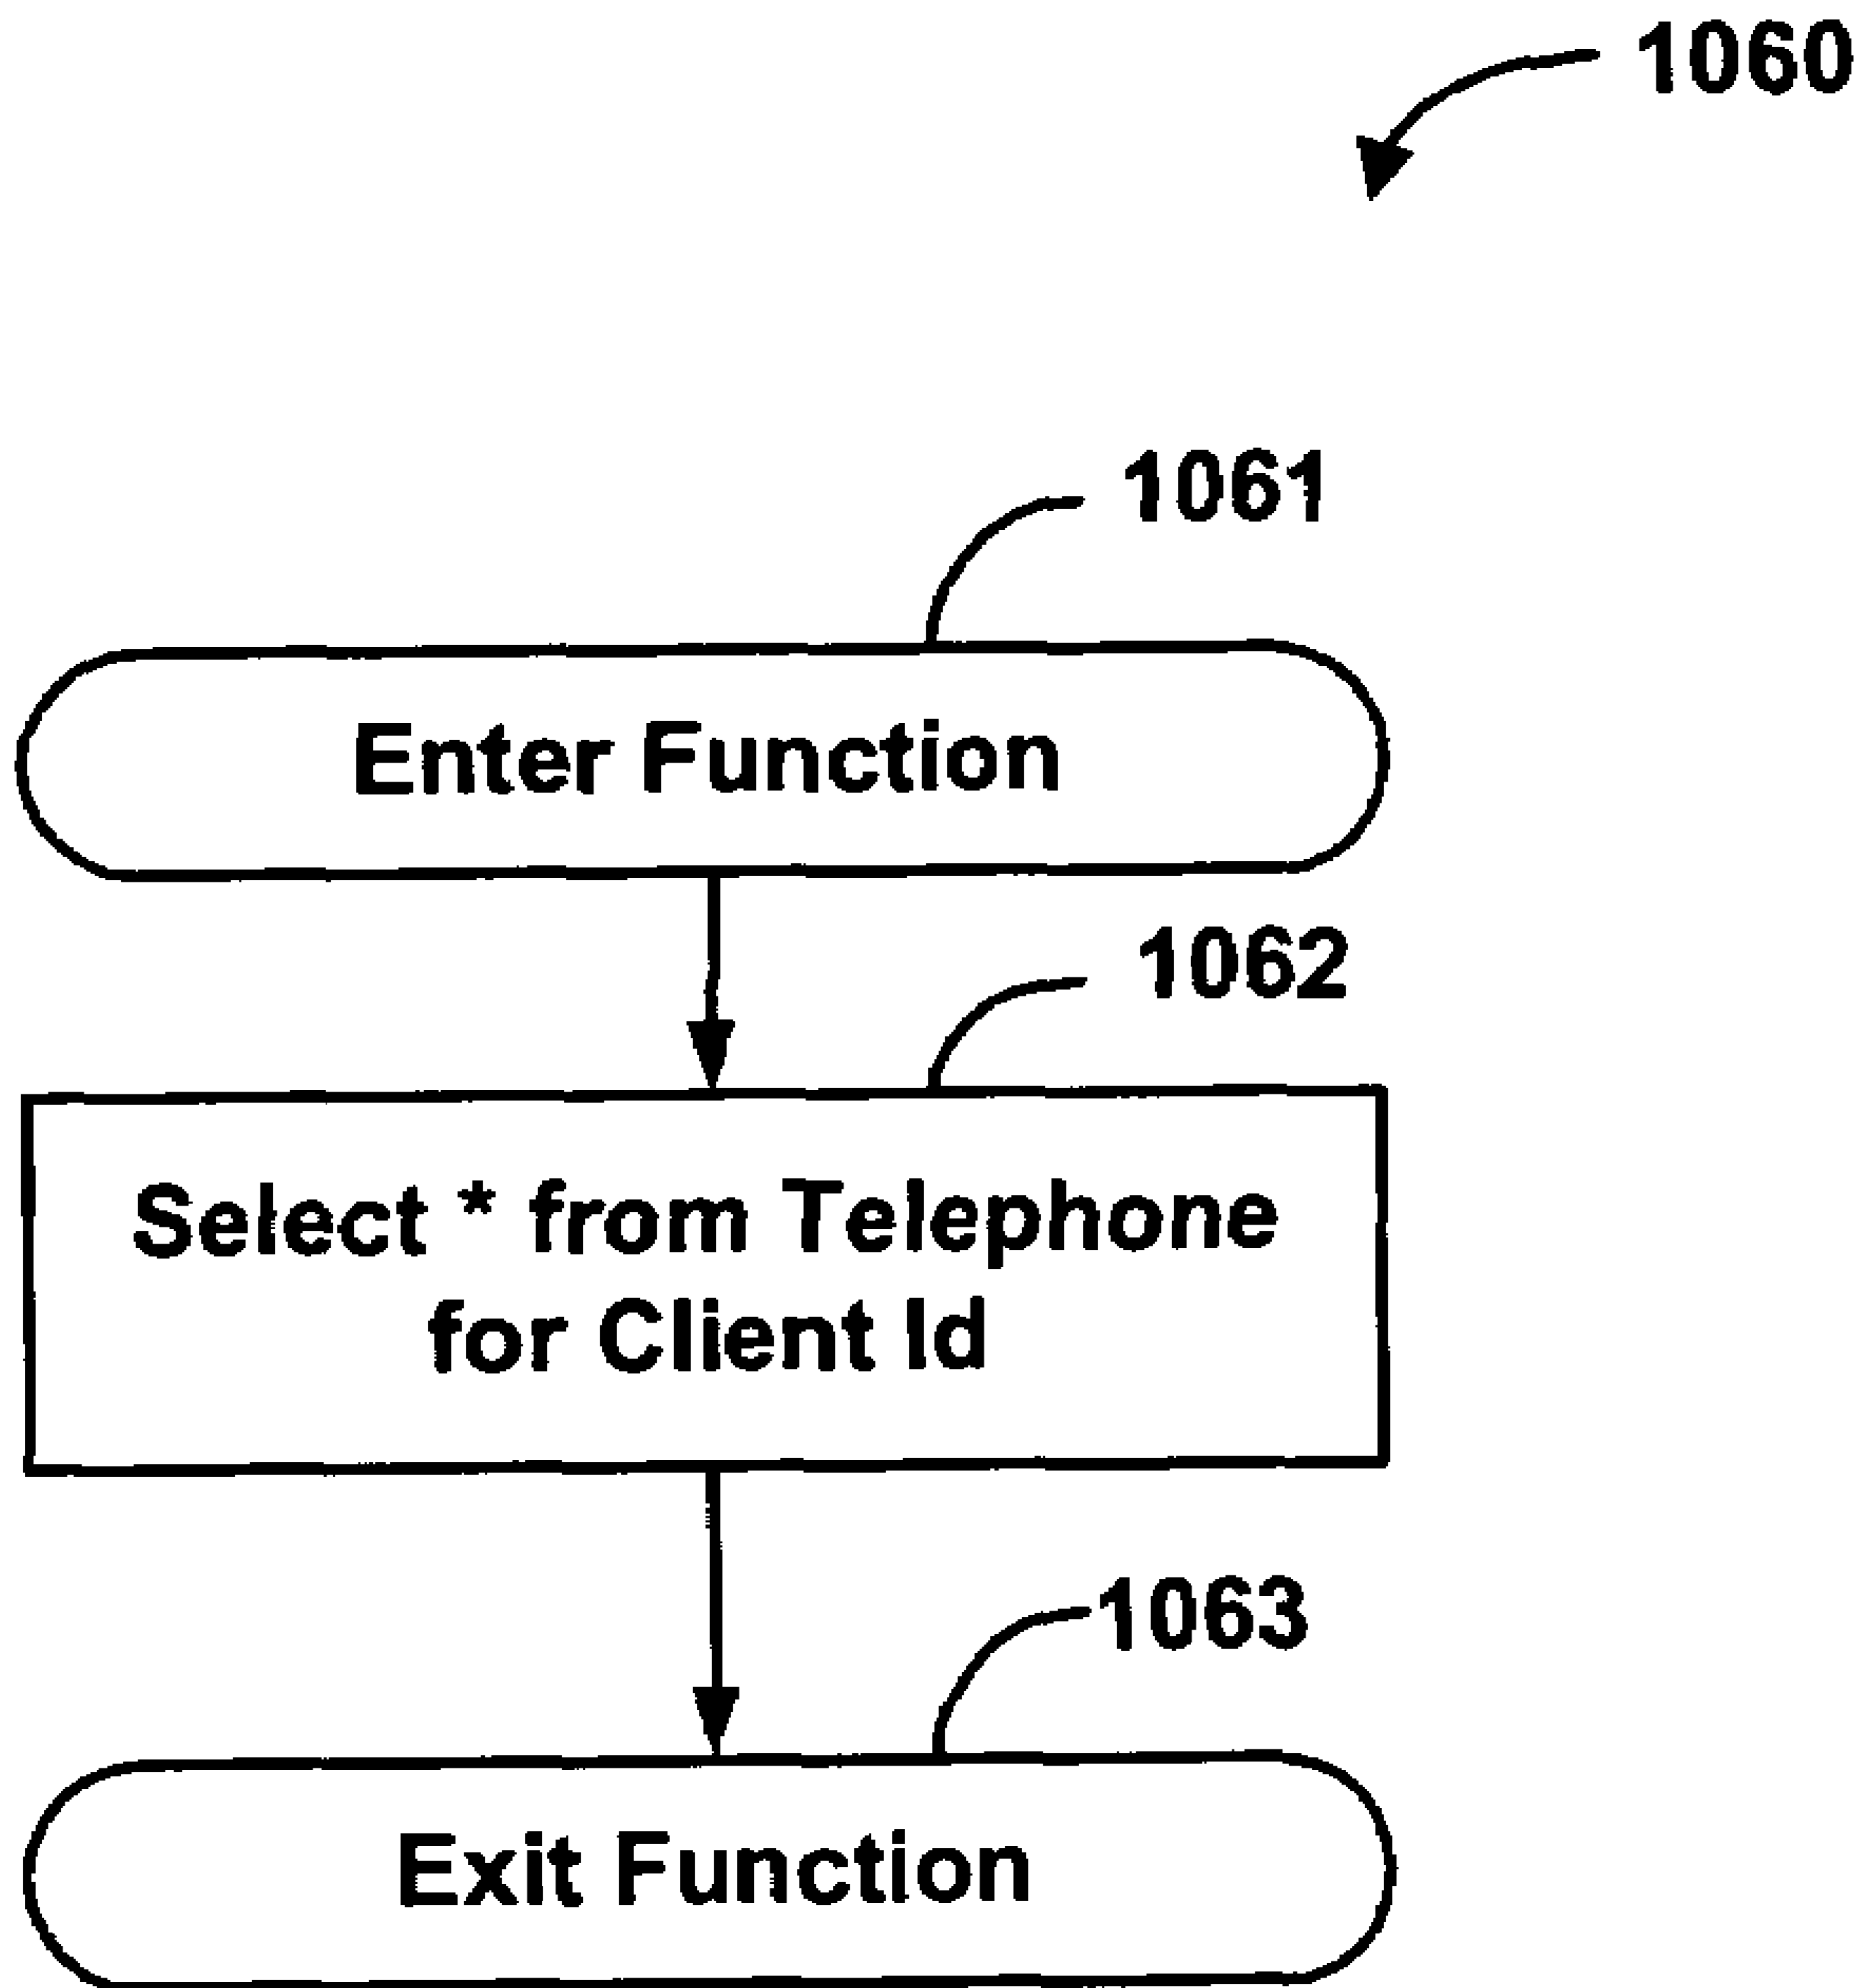 1060
1061
Enter Function
1062
Select * from Telephone
for Client Id
1063
Exit Function